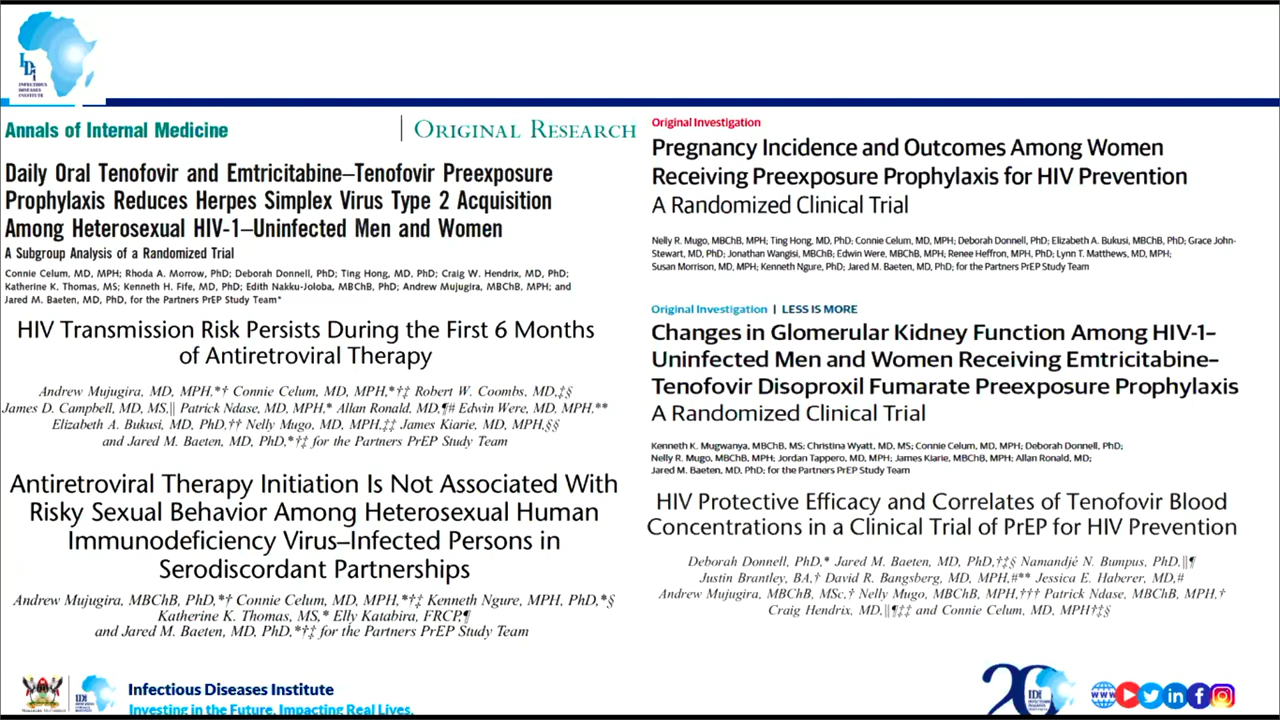 IDI
INFECTIOUS
DISEASES
INSTITUTE
Annals of Internal Medicine
ORIGINAL RESEARCH
Daily Oral Tenofovir and Emtricitabine–Tenofovir Preexposure
Prophylaxis Reduces Herpes Simplex Virus Type 2 Acquisition
Among Heterosexual HIV-1–Uninfected Men and Women
A Subgroup Analysis of a Randomized Trial
Connie Celum, MD, MPH; Rhoda A. Morrow, PhD; Deborah Donnell, PhD; Ting Hong, MD, PhD; Craig W. Hendrix, MD, PhD;
Katherine K. Thomas, MS; Kenneth H. Fife, MD, PhD; Edith Nakku-Joloba, MBChB, PhD; Andrew Mujugira, MBChB, MPH; and
Jared M. Baeten, MD, PhD, for the Partners PrEP Study Team*
HIV Transmission Risk Persists During the First 6 Months
of Antiretroviral Therapy
Andrew Mujugira, MD, MPH,*† Connie Celum, MD, MPH,*†‡ Robert W. Coombs, MD,‡§
James D. Campbell, MD, MS,‖ Patrick Ndase, MD, MPH,* Allan Ronald, MD,¶# Edwin Were, MD, MPH,**
Elizabeth A. Bukusi, MD, PhD,†† Nelly Mugo, MD, MPH,‡‡ James Kiarie, MD, MPH,§§
and Jared M. Baeten, MD, PhD,*†‡ for the Partners PrEP Study Team
Antiretroviral Therapy Initiation Is Not Associated With
Risky Sexual Behavior Among Heterosexual Human
Immunodeficiency Virus–Infected Persons in
Serodiscordant Partnerships
Andrew Mujugira, MBChB, PhD,*† Connie Celum, MD, MPH,*†‡ Kenneth Ngure, MPH, PhD,*§
Katherine K. Thomas, MS,* Elly Katabira, FRCP,¶
and Jared M. Baeten, MD, PhD,*†‡ for the Partners PrEP Study Team
Original Investigation
Pregnancy Incidence and Outcomes Among Women
Receiving Preexposure Prophylaxis for HIV Prevention
A Randomized Clinical Trial
Nelly R. Mugo, MBChB, MPH; Ting Hong, MD, PhD; Connie Celum, MD, MPH; Deborah Donnell, PhD; Elizabeth A. Bukusi, MBChB, PhD; Grace John-
Stewart, MD, PhD; Jonathan Wangisi, MBChB; Edwin Were, MBChB, MPH; Renee Heffron, MPH, PhD; Lynn T. Matthews, MD, MPH;
Susan Morrison, MD, MPH; Kenneth Ngure, PhD; Jared M. Baeten, MD, PhD; for the Partners PrEP Study Team
Original Investigation | LESS IS MORE
Changes in Glomerular Kidney Function Among HIV-1–
Uninfected Men and Women Receiving Emtricitabine–
Tenofovir Disoproxil Fumarate Preexposure Prophylaxis
A Randomized Clinical Trial
Kenneth K. Mugwanya, MBChB, MS; Christina Wyatt, MD, MS; Connie Celum, MD, MPH; Deborah Donnell, PhD;
Nelly R. Mugo, MBChB, MPH; Jordan Tappero, MD, MPH; James Kiarie, MBChB, MPH; Allan Ronald, MD;
Jared M. Baeten, MD, PhD; for the Partners PrEP Study Team
HIV Protective Efficacy and Correlates of Tenofovir Blood
Concentrations in a Clinical Trial of PrEP for HIV Prevention
Deborah Donnell, PhD,* Jared M. Baeten, MD, PhD,†‡§ Namandjé N. Bumpus, PhD,‖¶
Justin Brantley, BA,† David R. Bangsberg, MD, MPH,#** Jessica E. Haberer, MD,#
Andrew Mujugira, MBChB, MSc,† Nelly Mugo, MBChB, MPH,††† Patrick Ndase, MBChB, MPH,†
Craig Hendrix, MD,‖¶‡‡ and Connie Celum, MD, MPH†‡§
IDI
Infectious Diseases Institute
Investing in the Future. Impacting Real Lives.
20
IDI